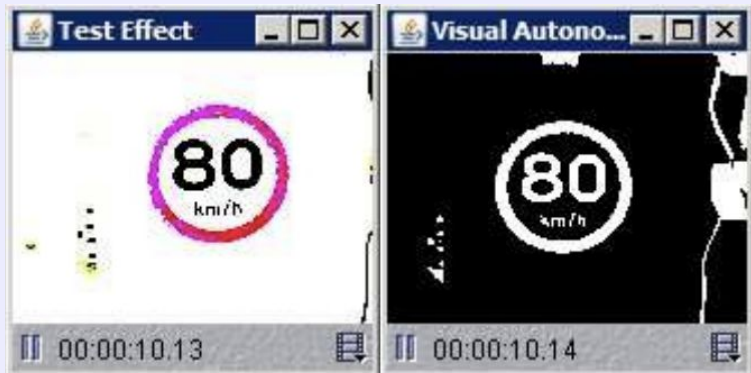 Test Effect
80
km/h
00:00:10.13
Visual Autono...
80
km/h
00:00:10.14